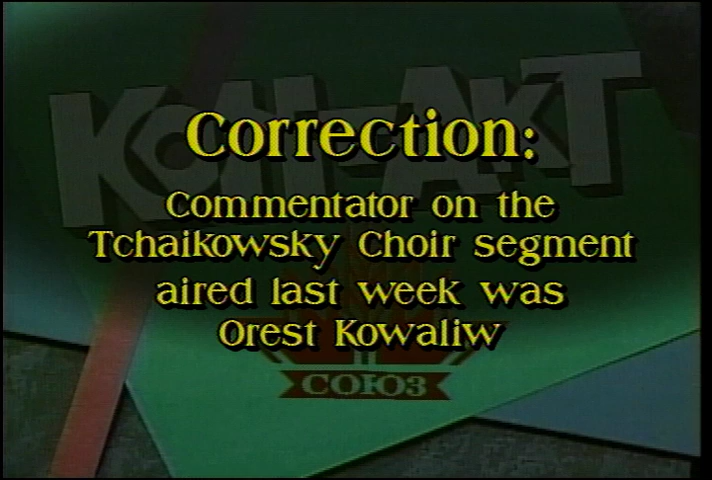 КОНТАКТ
Correction:
Commentator on the
Tchaikowsky Choir segment
aired last week was
Orest Kowaliw
СОЮЗ